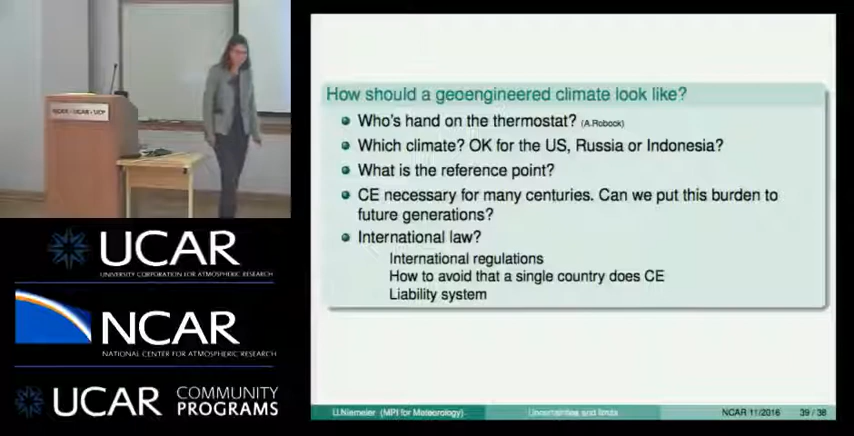 NCAR - UCAR - UCP
UCAR
UNIVERSITY CORPORATION FOR ATMOSPHERIC RESEARCH
NCAR
NATIONAL CENTER FOR ATMOSPHERIC RESEARCH
UCAR COMMUNITY
PROGRAMS
How should a geoengineered climate look like?
Who's hand on the thermostat? (A.Robock)
Which climate? OK for the US, Russia or Indonesia?
What is the reference point?
CE necessary for many centuries. Can we put this burden to
future generations?
International law?
International regulations
How to avoid that a single country does CE
Liability system
U.Niemeier (MPI for Meteorology)
Uncertainties and limits
NCAR 11/2016
39 / 38